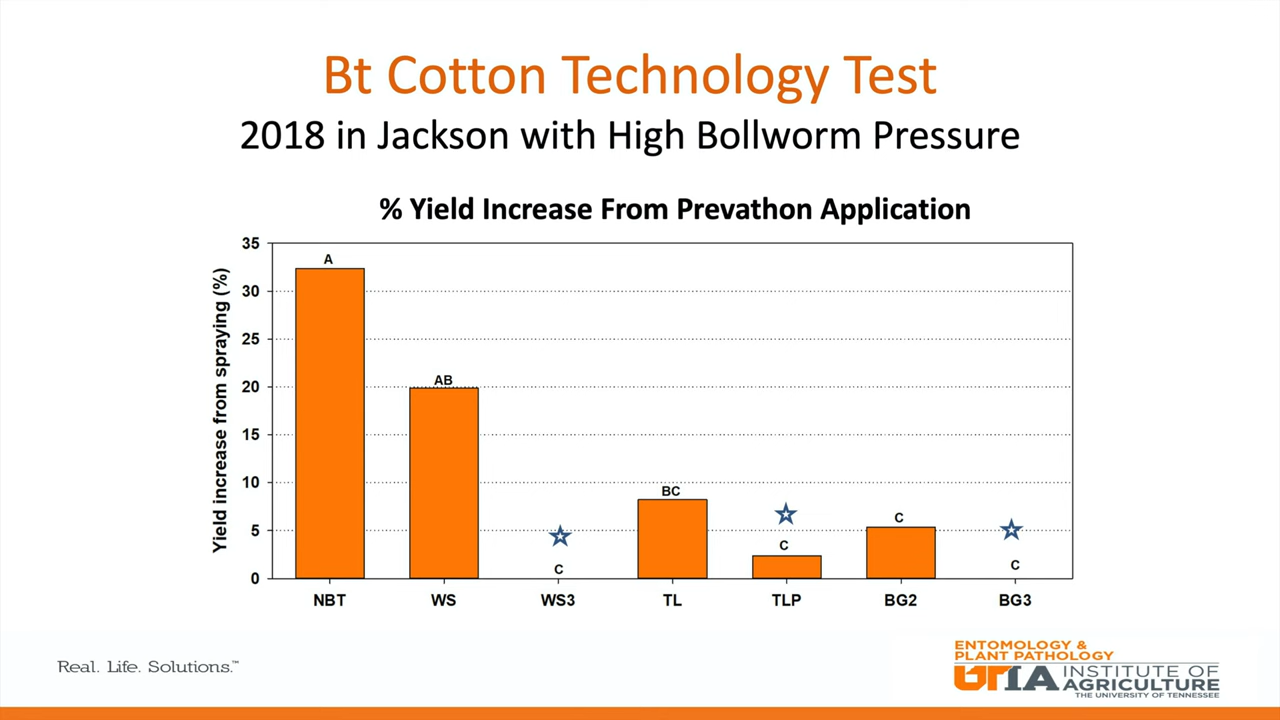 Bt Cotton Technology Test
2018 in Jackson with High Bollworm Pressure
% Yield Increase From Prevathon Application
Yield increase from spraying (%)
35
30
25
20
15
10
5
0
A
AB
C
BC
C
C
C
NBT WS WS3 TL TLP BG2 BG3
Real. Life. Solutions.™
ENTOMOLOGY &
PLANT PATHOLOGY
UTIA INSTITUTE OF
AGRICULTURE
THE UNIVERSITY OF TENNESSEE